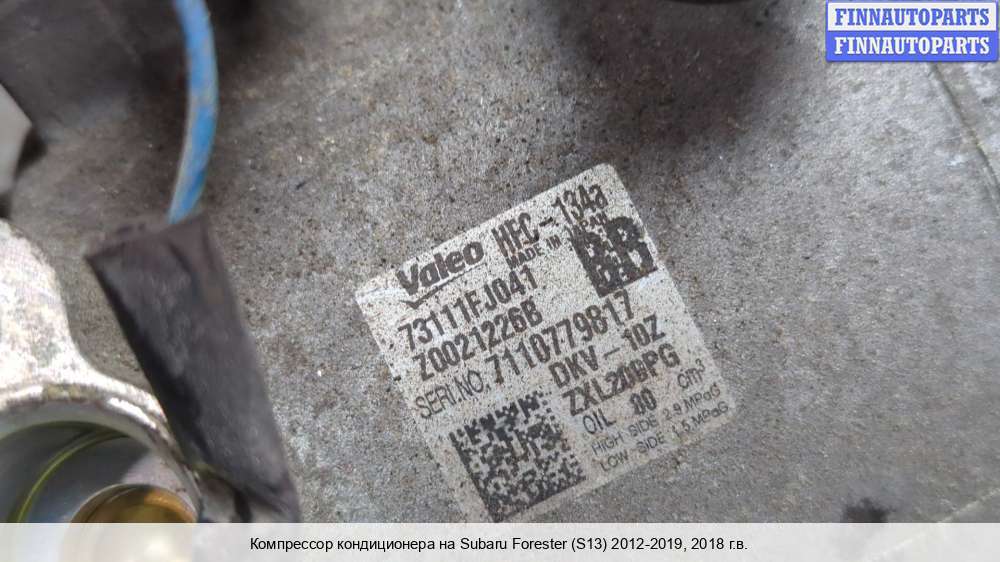 FINNAUTOPARTS
FINNAUTOPARTS
Valeo HFC-134a
MADE IN JAPAN
BB
73111FJ041
Z0021226B
SERI.NO. 7110779817
DKV-10Z
ZXL200PG
OIL 80 cm³
HIGH SIDE 2.9 MPaG
LOW-SIDE 1.5 MPaG
Компрессор кондиционера на Subaru Forester (S13) 2012-2019, 2018 г.в.